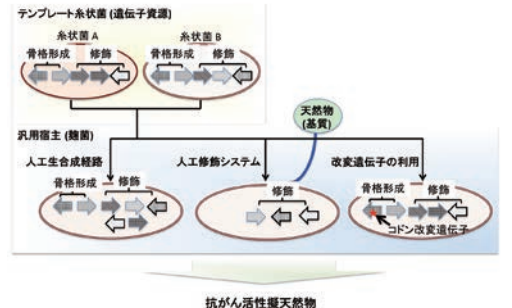 テンプレート糸状菌 (遺伝子資源)
糸状菌A 糸状菌B
骨格形成 修飾 骨格形成 修飾
天然物
(基質)
汎用宿主 (麹菌)
人工生合成経路 人工修飾システム 改変遺伝子の利用
骨格形成 修飾 修飾 骨格形成 修飾
コドン改変遺伝子
抗がん活性擬天然物